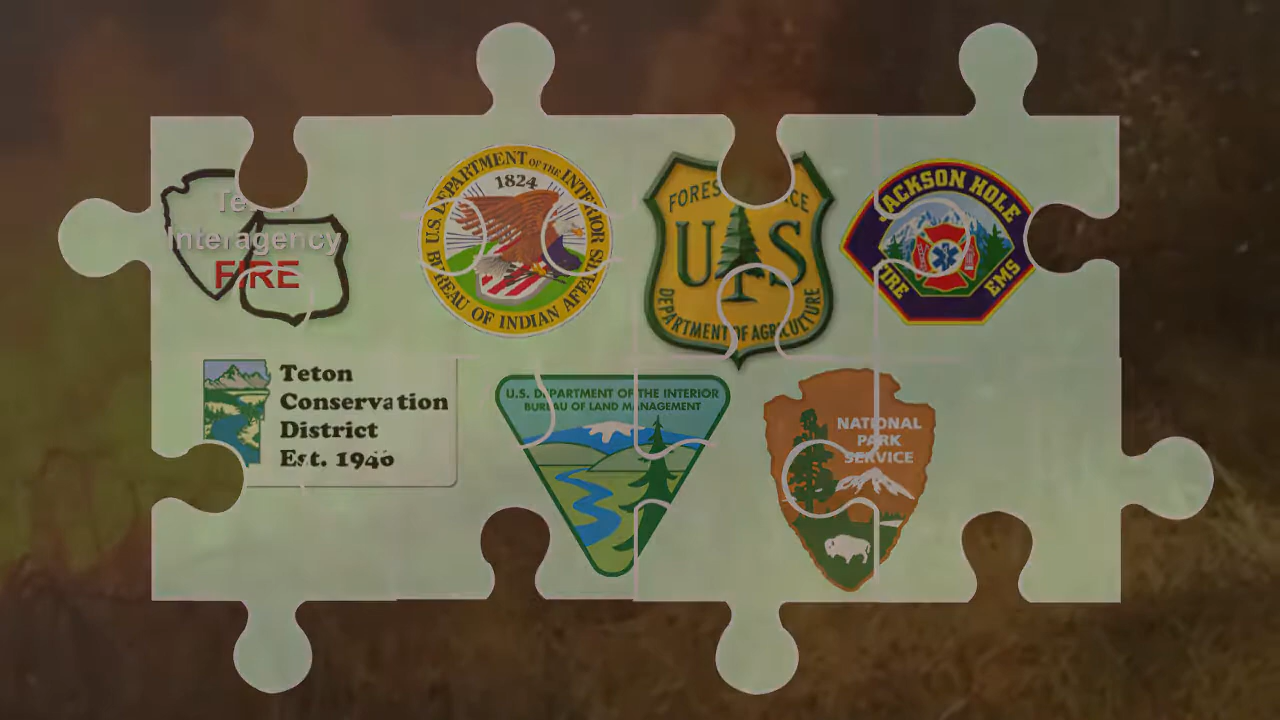 Interagency
FIRE
U.S. DEPARTMENT OF THE INTERIOR
1824
BUREAU OF INDIAN AFFAIRS
US
DEPARTMENT OF AGRICULTURE
JACKSON HOLE
FIRE
EMS
Teton
Conservation
District
Est. 1946
U.S. DEPARTMENT OF THE INTERIOR
BUREAU OF LAND MANAGEMENT
NATIONAL
PARK
SERVICE